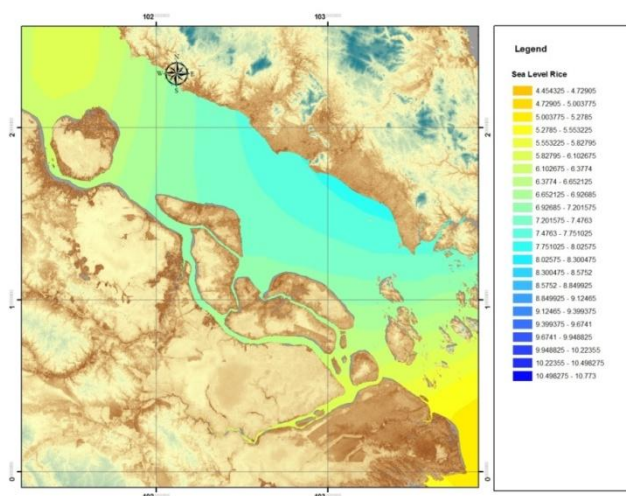 102
103
N
W
E
S
2
1
0
2
1
0
102
103
Legend
Sea Level Rice
4.454325 - 4.72905
4.72905 - 5.003775
5.003775 - 5.2785
5.2785 - 5.553225
5.553225 - 5.82795
5.82795 - 6.102675
6.102675 - 6.3774
6.3774 - 6.652125
6.652125 - 6.92685
6.92685 - 7.201575
7.201575 - 7.4763
7.4763 - 7.751025
7.751025 - 8.02575
8.02575 - 8.300475
8.300475 - 8.5752
8.5752 - 8.849925
8.849925 - 9.12465
9.12465 - 9.399375
9.399375 - 9.6741
9.6741 - 9.948825
9.948825 - 10.22355
10.22355 - 10.498275
10.498275 - 10.773